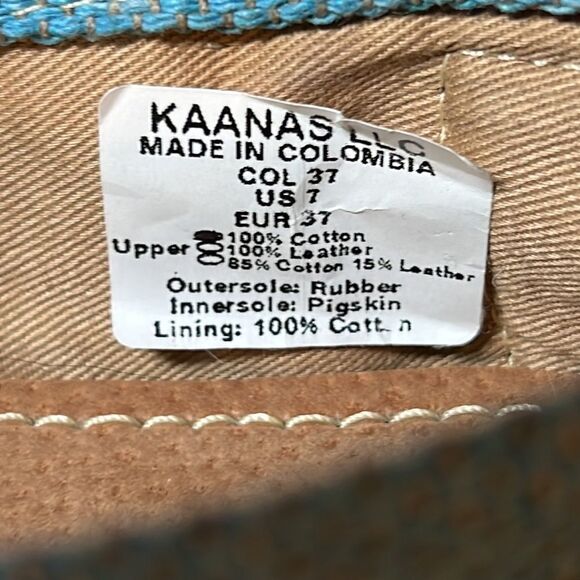 KAANAS LLC
MADE IN COLOMBIA
COL 37
US 7
EUR 37
100% Cotton
Upper 100% Leather
85% Cotton 15% Leather
Outersole: Rubber
Innersole: Pigskin
Lining: 100% Cott n